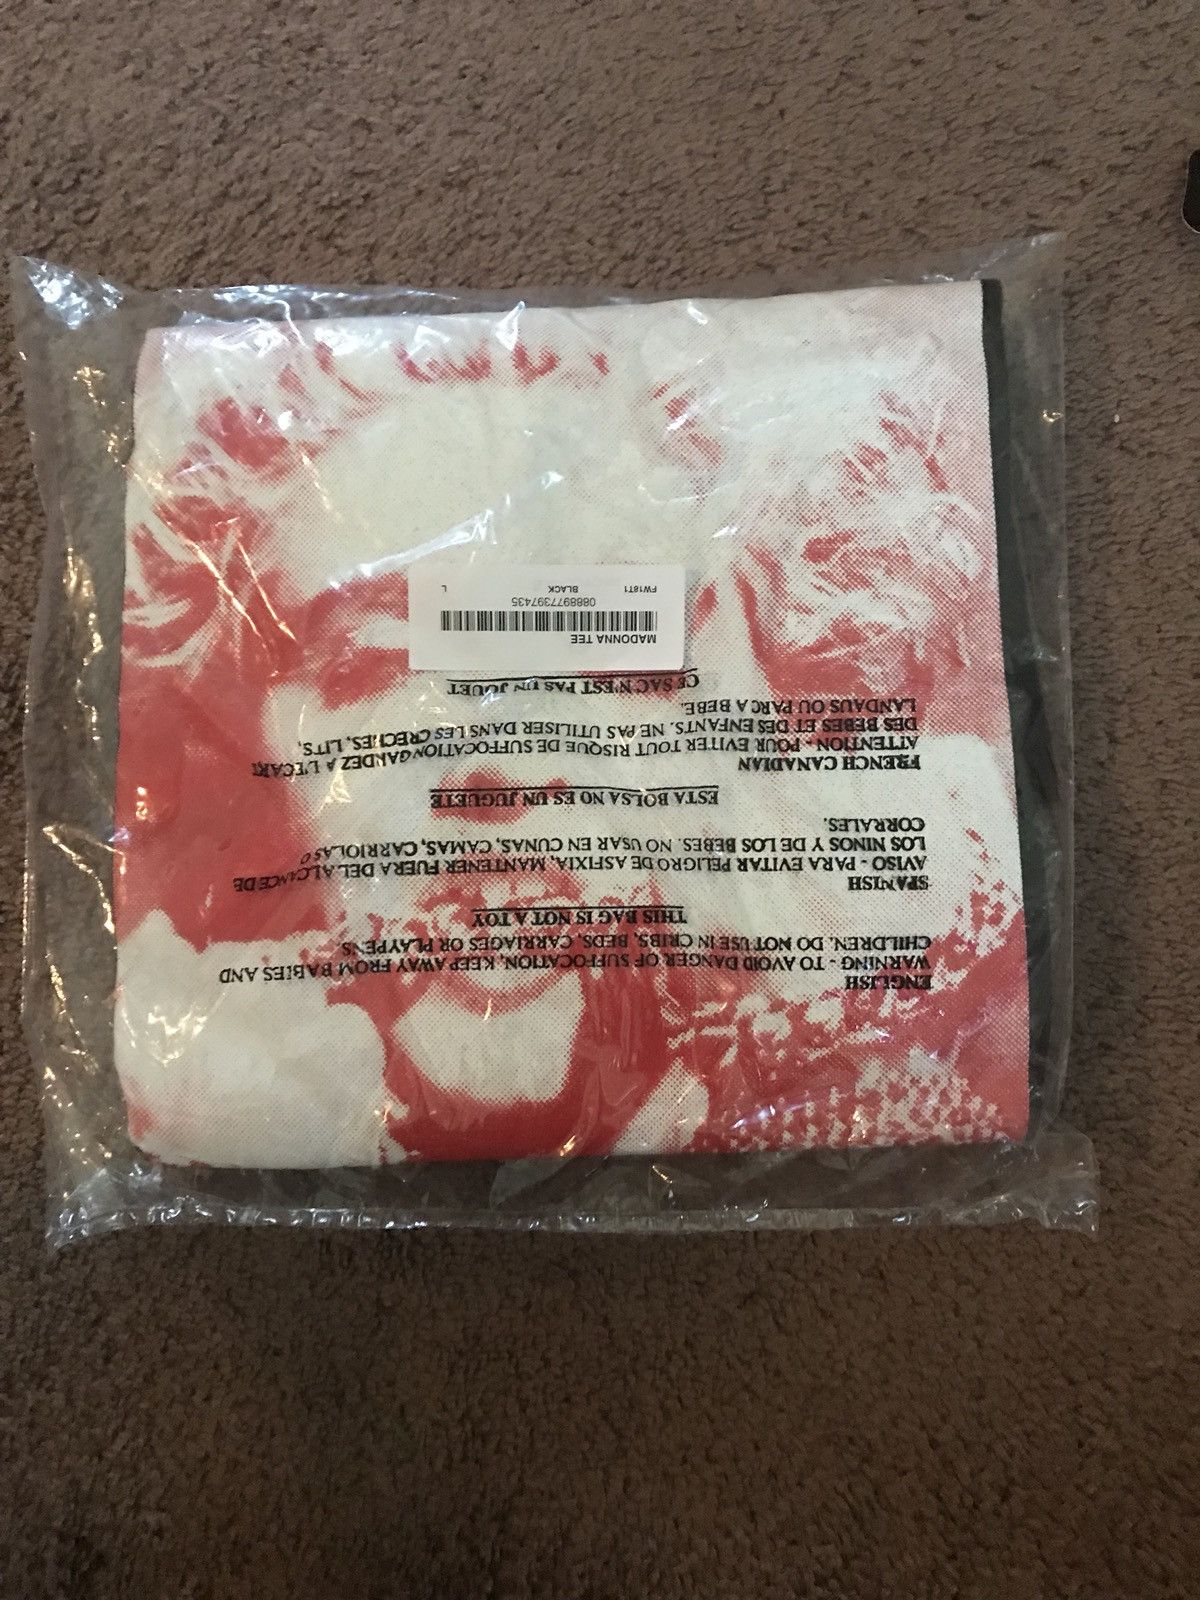 ENGLISH
WARNING - TO AVOID DANGER OF SUFFOCATION, KEEP AWAY FROM BABIES AND
CHILDREN. DO NOT USE IN CRIBS, BEDS, CARRIAGES OR PLAYPENS.
THIS BAG IS NOT A TOY
SPANISH
AVISO - PARA EVITAR PELIGRO DE ASFIXIA, MANTENER FUERA DEL ALCANCE DE
LOS NINOS Y DE LOS BEBES. NO USAR EN CUNAS, CAMAS, CARRIOLAS O
CORRALES.
ESTA BOLSA NO ES UN JUGUETE
FRENCH CANADIAN
ATTENTION - POUR EVITER TOUT RISQUE DE SUFFOCATION GANDEZ A L'ECART
DES BEBES ET DES ENFANTS. NE PAS UTILISER DANS LES CRECHES, LITS,
LANDAUS OU PARC A BEBE.
CE SAC N'EST PAS UN JOUET
MADONNA TEE
0888977397435
FW18T1 BLACK L